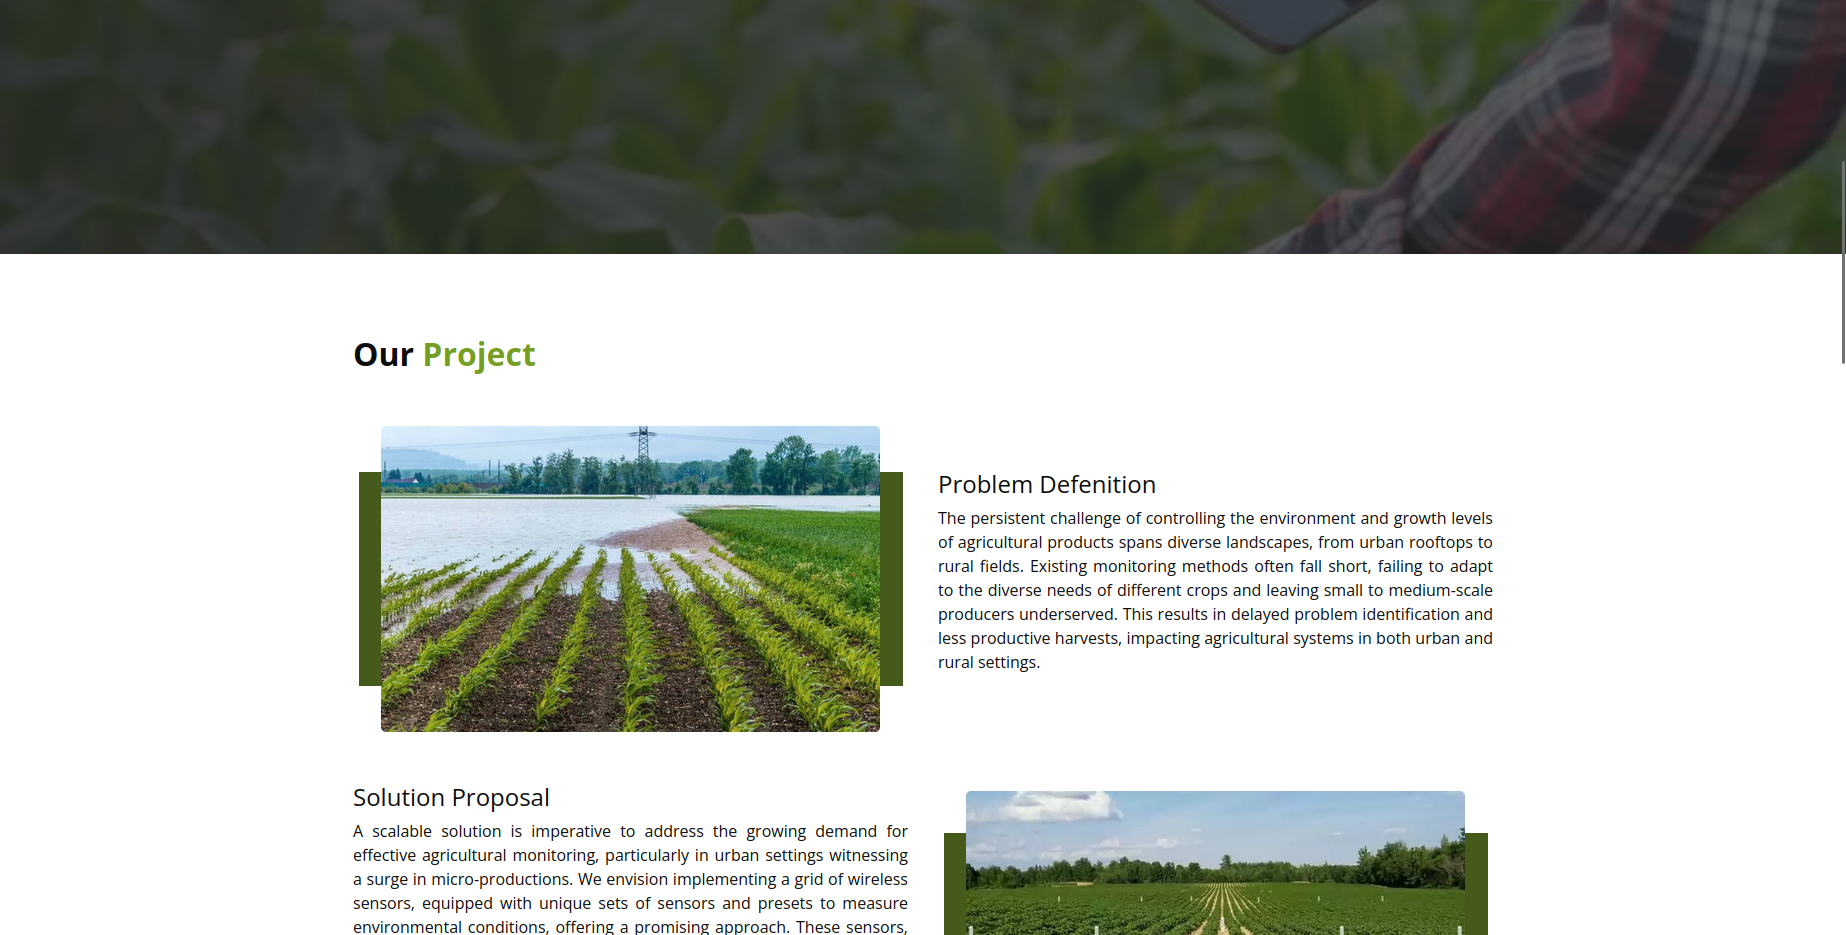 Our Project
Problem Defenition
The persistent challenge of controlling the environment and growth levels
of agricultural products spans diverse landscapes, from urban rooftops to
rural fields. Existing monitoring methods often fall short, failing to adapt
to the diverse needs of different crops and leaving small to medium-scale
producers underserved. This results in delayed problem identification and
less productive harvests, impacting agricultural systems in both urban and
rural settings.
Solution Proposal
A scalable solution is imperative to address the growing demand for
effective agricultural monitoring, particularly in urban settings witnessing
a surge in micro-productions. We envision implementing a grid of wireless
sensors, equipped with unique sets of sensors and presets to measure
environmental conditions, offering a promising approach. These sensors,